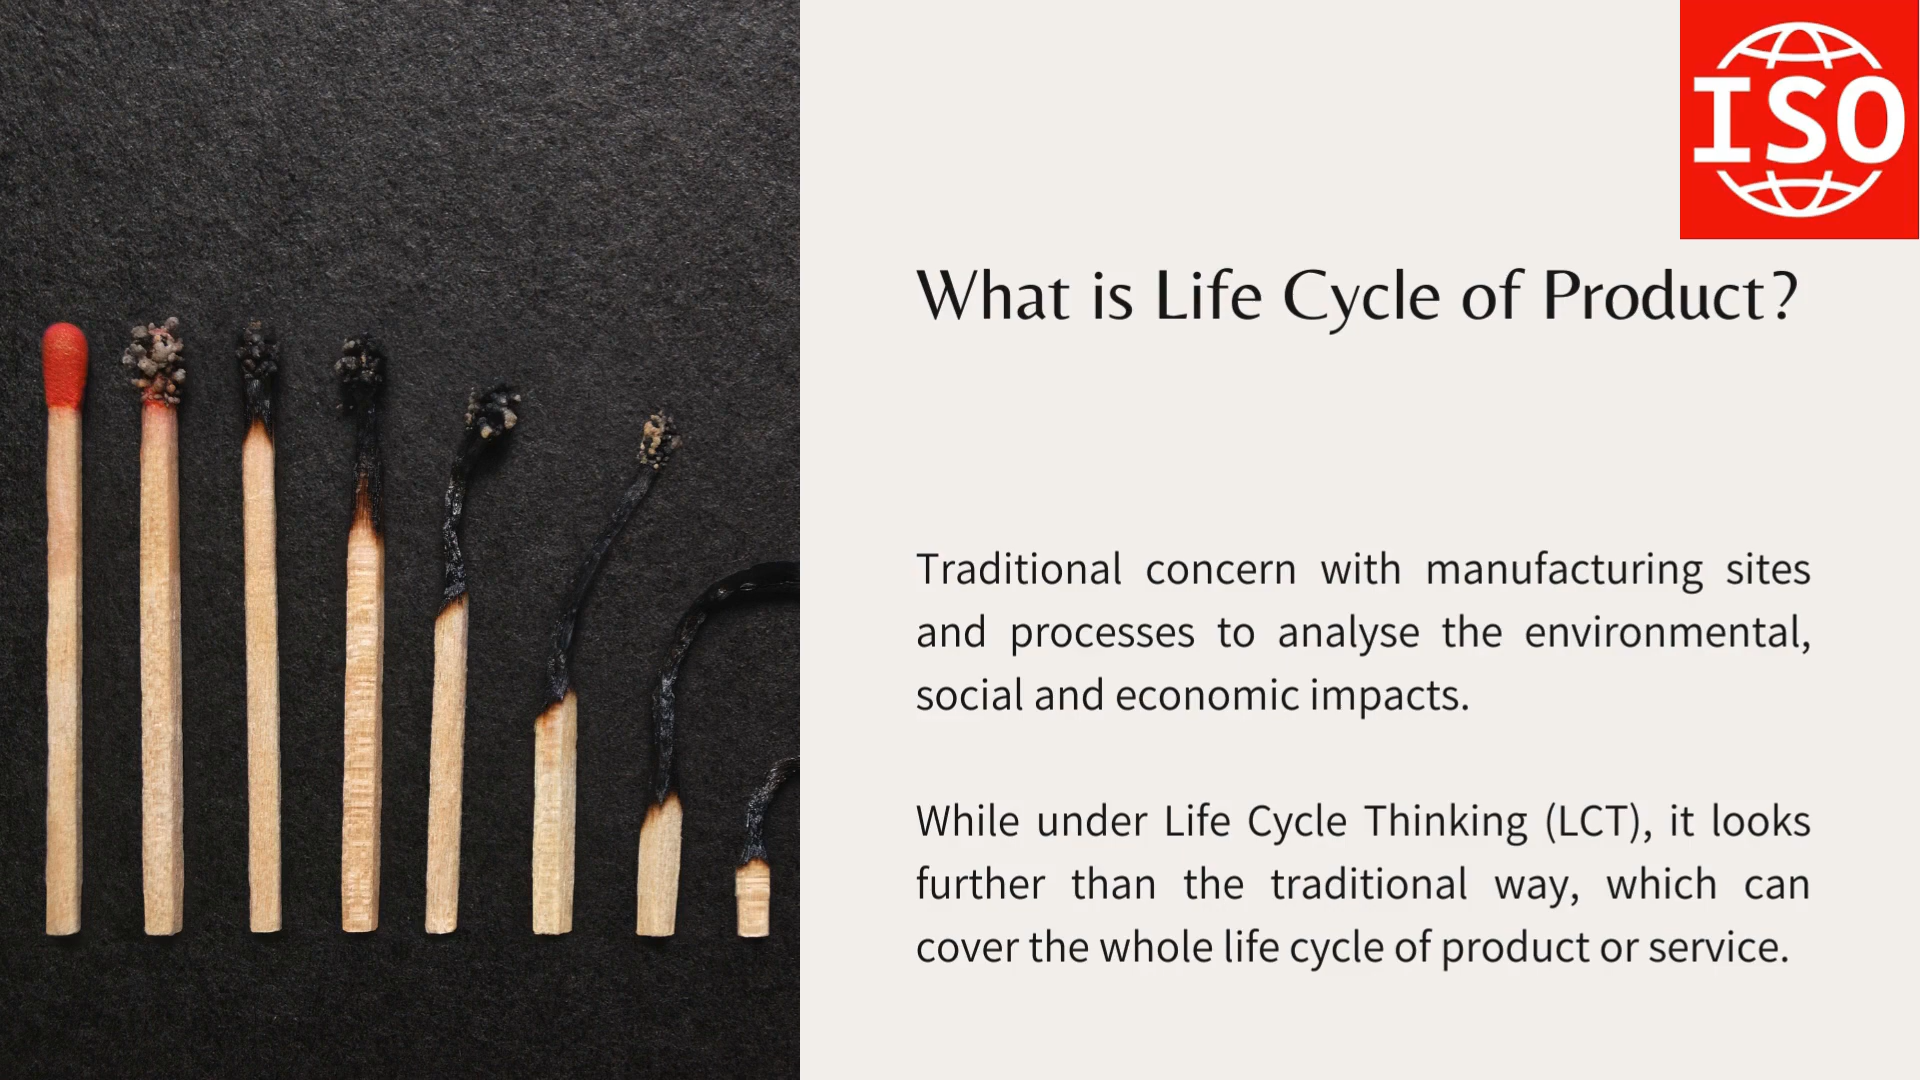 ISO
What is Life Cycle of Product?
Traditional concern with manufacturing sites
and processes to analyse the environmental,
social and economic impacts.
While under Life Cycle Thinking (LCT), it looks
further than the traditional way, which can
cover the whole life cycle of product or service.